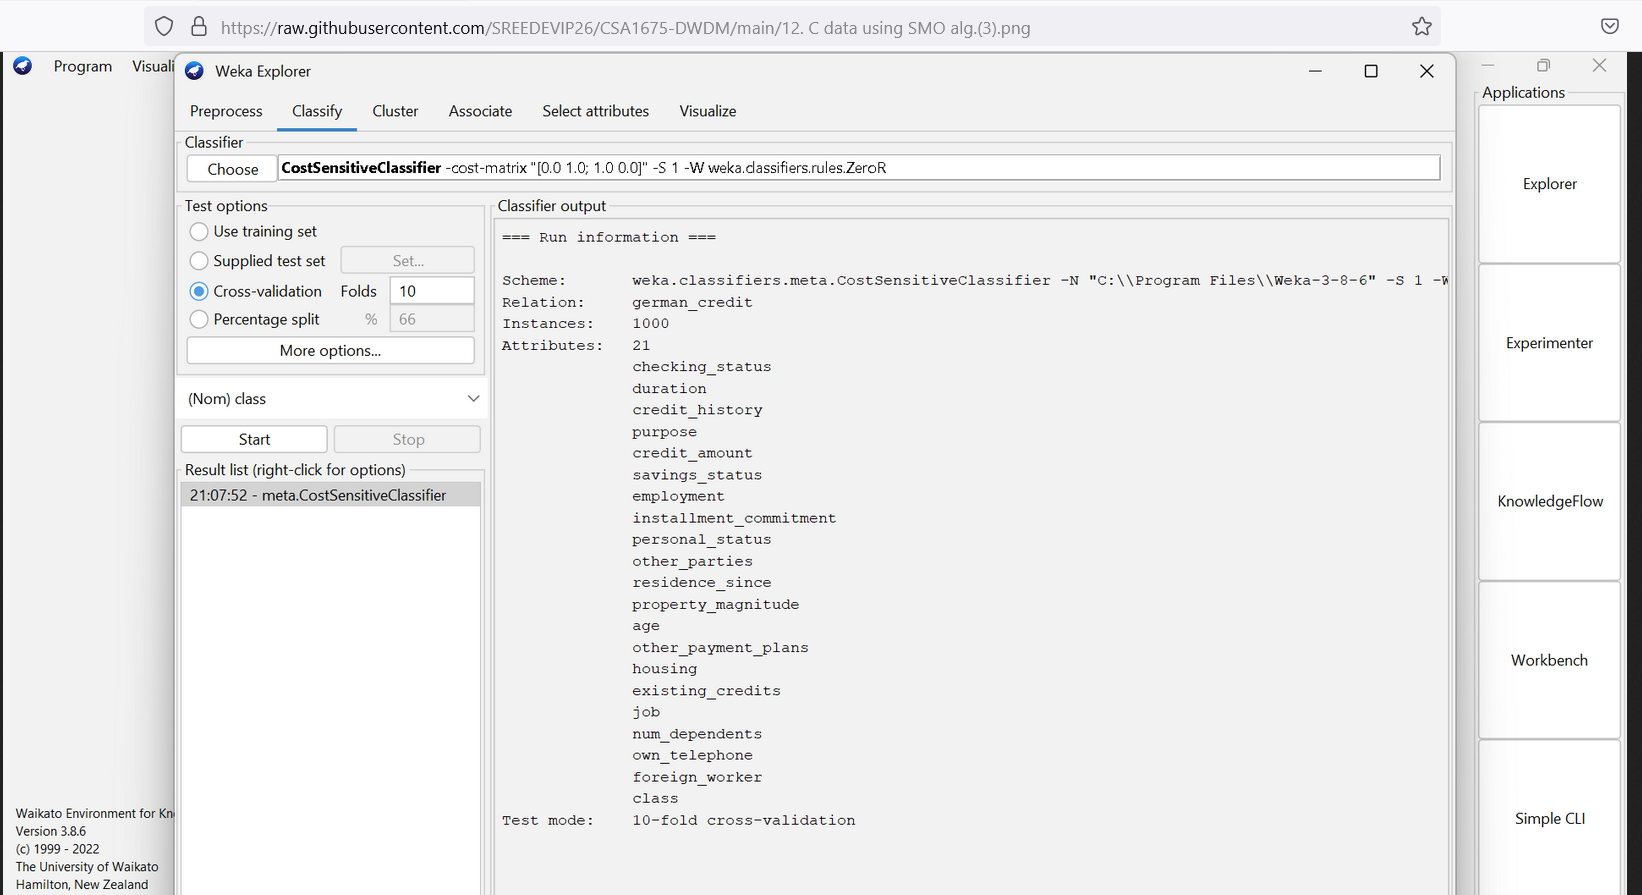 https://raw.githubusercontent.com/SREEDEVIP26/CSA1675-DWDM/main/12. C data using SMO alg.(3).png
Program Visuali
Weka Explorer
Preprocess Classify Cluster Associate Select attributes Visualize
Classifier
Choose CostSensitiveClassifier -cost-matrix "[0.0 1.0; 1.0 0.0]" -S 1 -W weka.classifiers.rules.ZeroR
Test options
Use training set
Supplied test set Set...
Cross-validation Folds 10
Percentage split % 66
More options...
(Nom) class
Start Stop
Result list (right-click for options)
21:07:52 - meta.CostSensitiveClassifier
Classifier output
=== Run information ===
Scheme: weka.classifiers.meta.CostSensitiveClassifier -N "C:\\Program Files\\Weka-3-8-6" -S 1 -W
Relation: german_credit
Instances: 1000
Attributes: 21
checking_status
duration
credit_history
purpose
credit_amount
savings_status
employment
installment_commitment
personal_status
other_parties
residence_since
property_magnitude
age
other_payment_plans
housing
existing_credits
job
num_dependents
own_telephone
foreign_worker
class
Test mode: 10-fold cross-validation
Applications
Explorer
Experimenter
KnowledgeFlow
Workbench
Simple CLI
Waikato Environment for Kn
Version 3.8.6
(c) 1999 - 2022
The University of Waikato
Hamilton, New Zealand